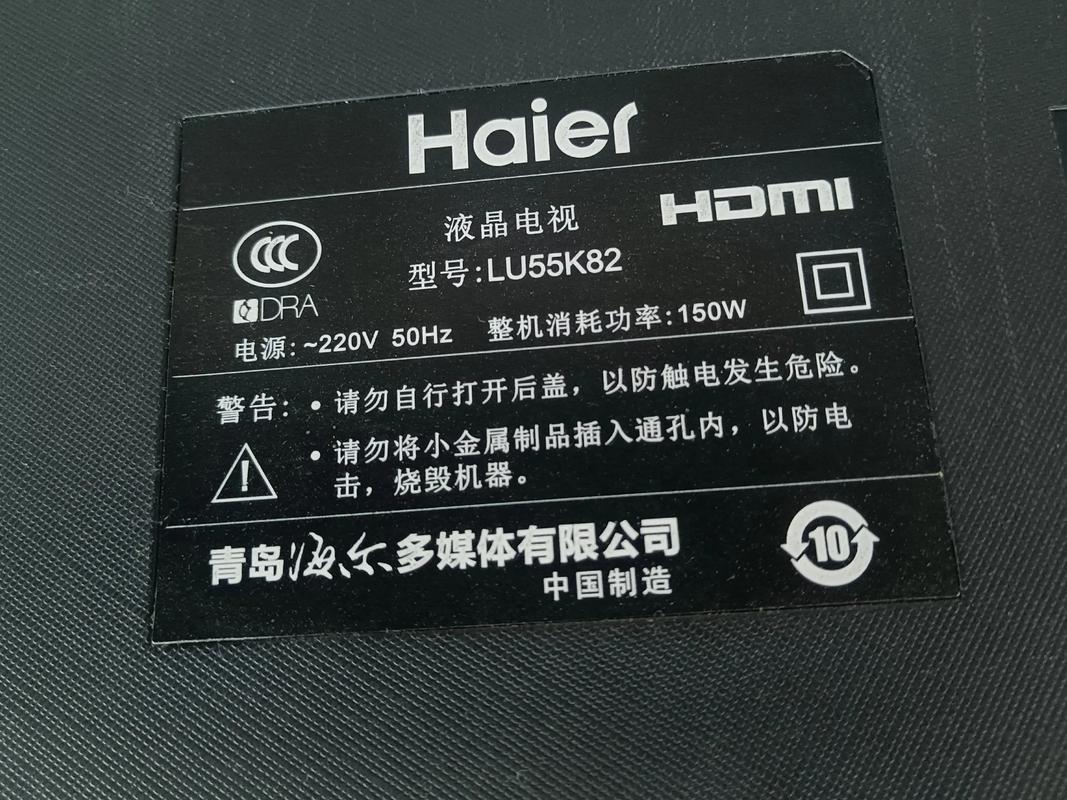 Haier
HDMI
液晶电视
型号:LU55K82
DRA
电源:~220V 50Hz 整机消耗功率:150W
警告: • 请勿自行打开后盖，以防触电发生危险。
• 请勿将小金属制品插入通孔内，以防电
击，烧毁机器。
青岛海尔多媒体有限公司
中国制造
10